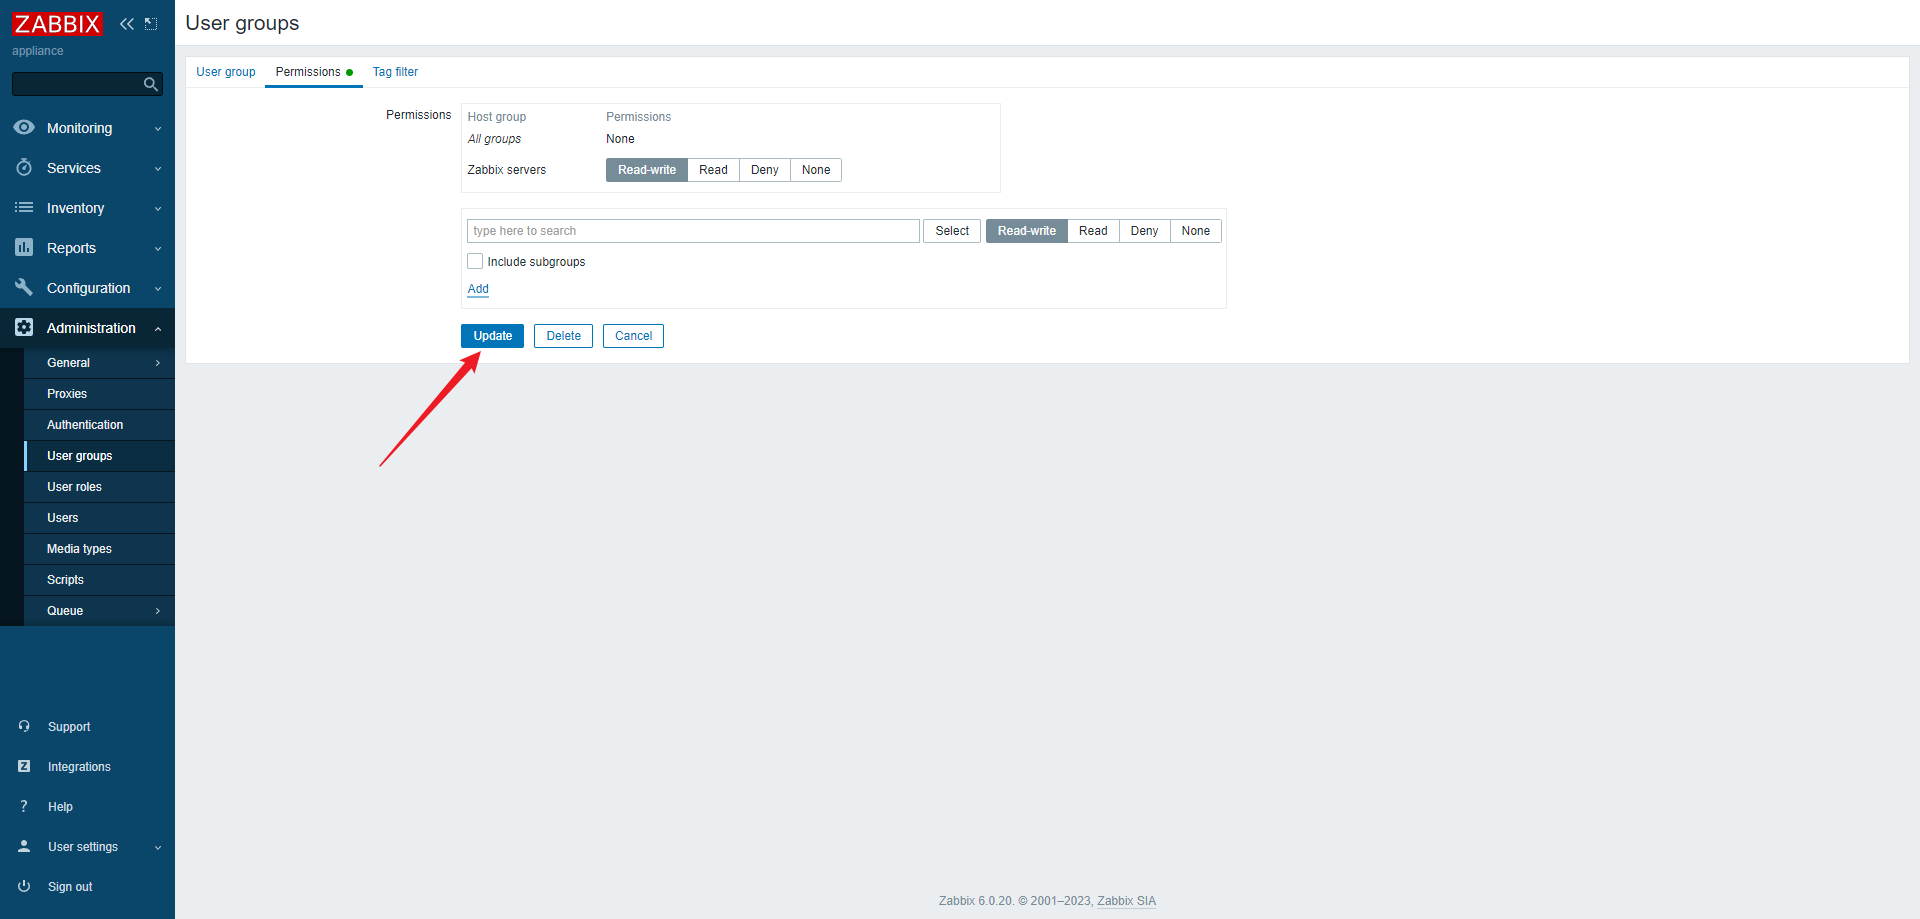 ZABBIX
appliance
Monitoring
Services
Inventory
Reports
Configuration
Administration
General
Proxies
Authentication
User groups
User roles
Users
Media types
Scripts
Queue
Support
Z Integrations
? Help
User settings
Sign out
User groups
User group Permissions Tag filter
Permissions
Host group Permissions
All groups None
Zabbix servers Read-write Read Deny None
type here to search Select Read-write Read Deny None
Include subgroups
Add
Update Delete Cancel
Zabbix 6.0.20. © 2001–2023, Zabbix SIA